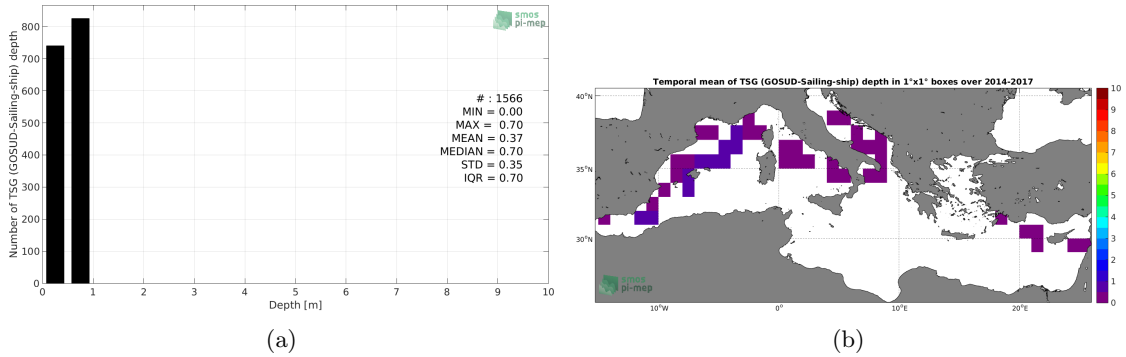 smos
pi-mep
Number of TSG (GOSUD-Sailing-ship) depth
800
700
600
500
400
300
200
100
0
# : 1566
MIN = 0.00
MAX = 0.70
MEAN = 0.37
MEDIAN = 0.70
STD = 0.35
IQR = 0.70
0 1 2 3 4 5 6 7 8 9 10
Depth [m]
(a)
Temporal mean of TSG (GOSUD-Sailing-ship) depth in 1°x1° boxes over 2014-2017
40°N
35°N
30°N
10°W 0° 10°E 20°E
10
9
8
7
6
5
4
3
2
1
0
smos
pi-mep
(b)